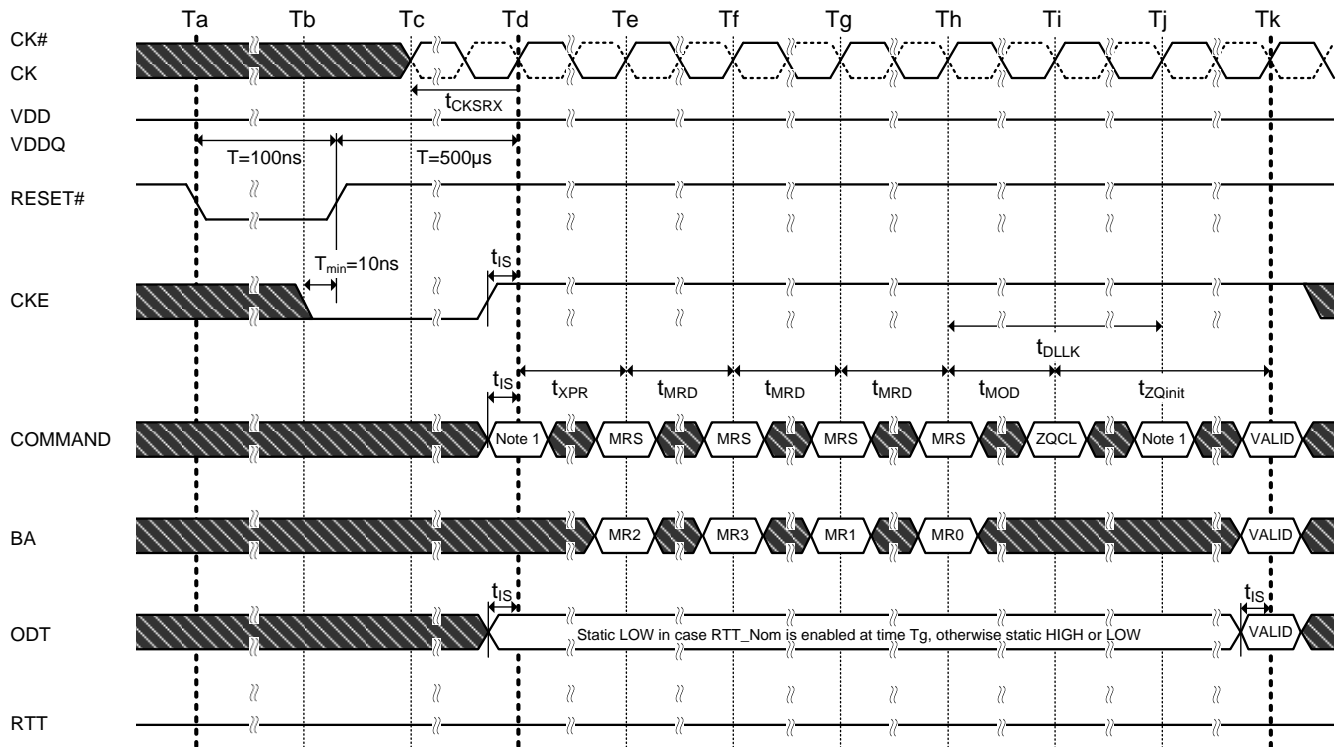 Ta Tb Tc Td Te Tf Tg Th Ti Tj Tk
CK#
CK
tCKSRX
VDD
VDDQ
T=100ns T=500µs
RESET#
Tmin=10ns tIS
CKE
tDLLK
tIS tXPR tMRD tMRD tMRD tMOD tZQinit
COMMAND Note 1 MRS MRS MRS MRS ZQCL Note 1 VALID
BA MR2 MR3 MR1 MR0 VALID
tIS tIS
ODT Static LOW in case RTT_Nom is enabled at time Tg, otherwise static HIGH or LOW VALID
RTT